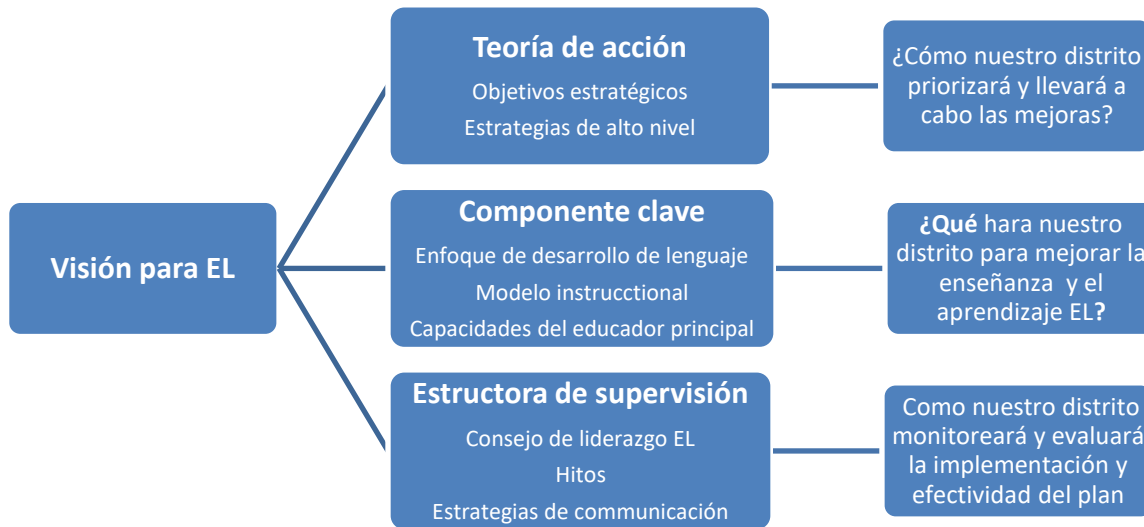 Visión para EL
Teoría de acción
Objetivos estratégicos
Estrategias de alto nivel
¿Cómo nuestro distrito
priorizará y llevará a
cabo las mejoras?
Componente clave
Enfoque de desarrollo de lenguaje
Modelo instrucctional
Capacidades del educador principal
¿Qué hara nuestro
distrito para mejorar la
enseñanza y el
aprendizaje EL?
Estructora de supervisión
Consejo de liderazgo EL
Hitos
Estrategias de communicación
Como nuestro distrito
monitoreará y evaluará
la implementación y
efectividad del plan